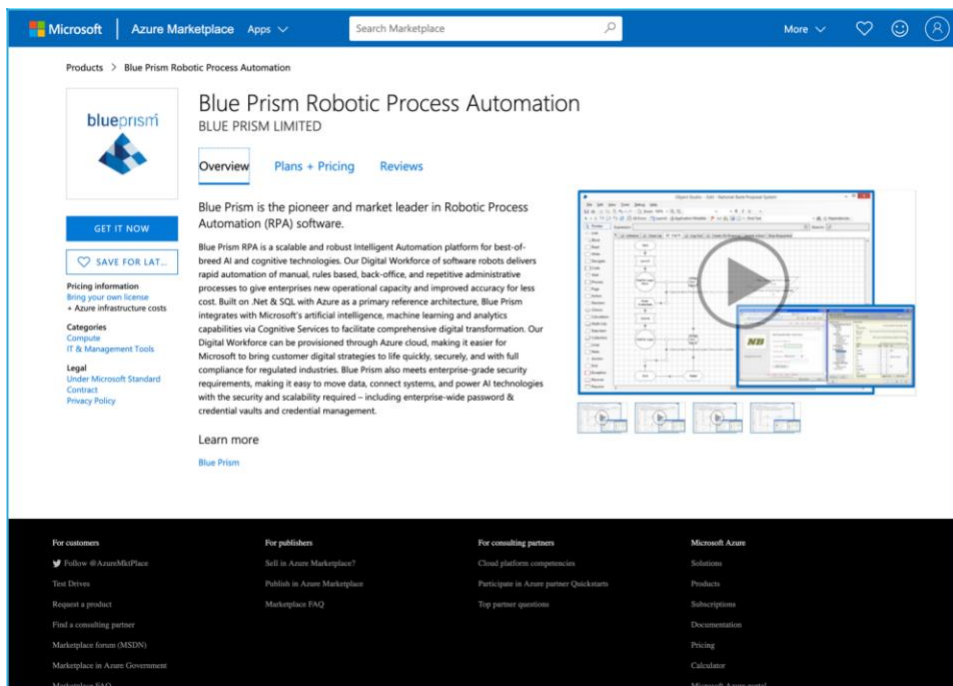 Microsoft
Azure Marketplace
Apps
Search Marketplace
More
Products > Blue Prism Robotic Process Automation
blueprism
Blue Prism Robotic Process Automation
BLUE PRISM LIMITED
Overview
Plans + Pricing
Reviews
GET IT NOW
SAVE FOR LAT...
Pricing information
Bring your own license
+ Azure infrastructure costs
Categories
Compute
IT & Management Tools
Legal
Under Microsoft Standard
Contract
Privacy Policy
Blue Prism is the pioneer and market leader in Robotic Process
Automation (RPA) software.
Blue Prism RPA is a scalable and robust Intelligent Automation platform for best-of-
breed AI and cognitive technologies. Our Digital Workforce of software robots delivers
rapid automation of manual, rules based, back-office, and repetitive administrative
processes to give enterprises new operational capacity and improved accuracy for less
cost. Built on .Net & SQL with Azure as a primary reference architecture, Blue Prism
integrates with Microsoft's artificial intelligence, machine learning and analytics
capabilities via Cognitive Services to facilitate comprehensive digital transformation. Our
Digital Workforce can be provisioned through Azure cloud, making it easier for
Microsoft to bring customer digital strategies to life quickly, securely, and with full
compliance for regulated industries. Blue Prism also meets enterprise-grade security
requirements, making it easy to move data, connect systems, and power AI technologies
with the security and scalability required – including enterprise-wide password &
credential vaults and credential management.
Learn more
Blue Prism
NB
For customers
Follow @AzureMktPlace
Test Drives
Request a product
Find a consulting partner
Marketplace forum (MSDN)
Marketplace in Azure Government
Marketplace FAQ
For publishers
Sell in Azure Marketplace?
Publish in Azure Marketplace
Marketplace FAQ
For consulting partners
Cloud platform competencies
Participate in Azure partner Quickstarts
Top partner questions
Microsoft Azure
Solutions
Products
Subscriptions
Documentation
Pricing
Calculator
Microsoft Azure portal